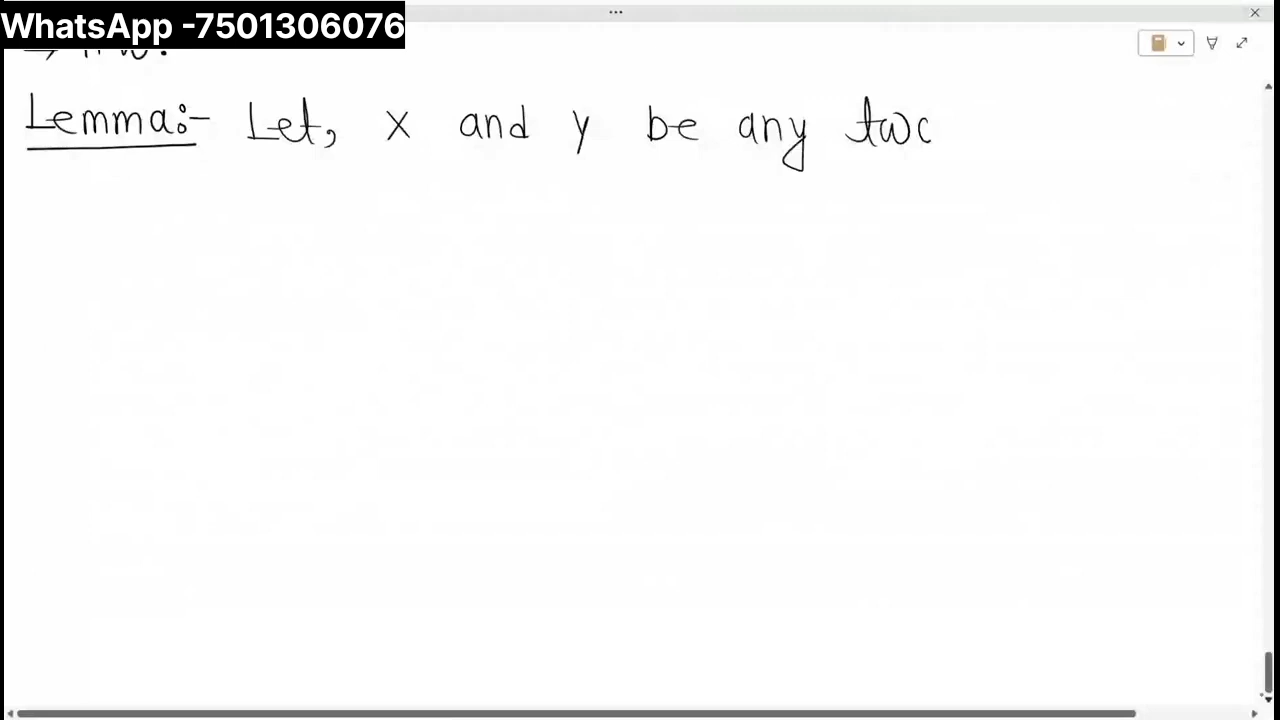 WhatsApp -7501306076
Lemma:- Let, x and y be any two